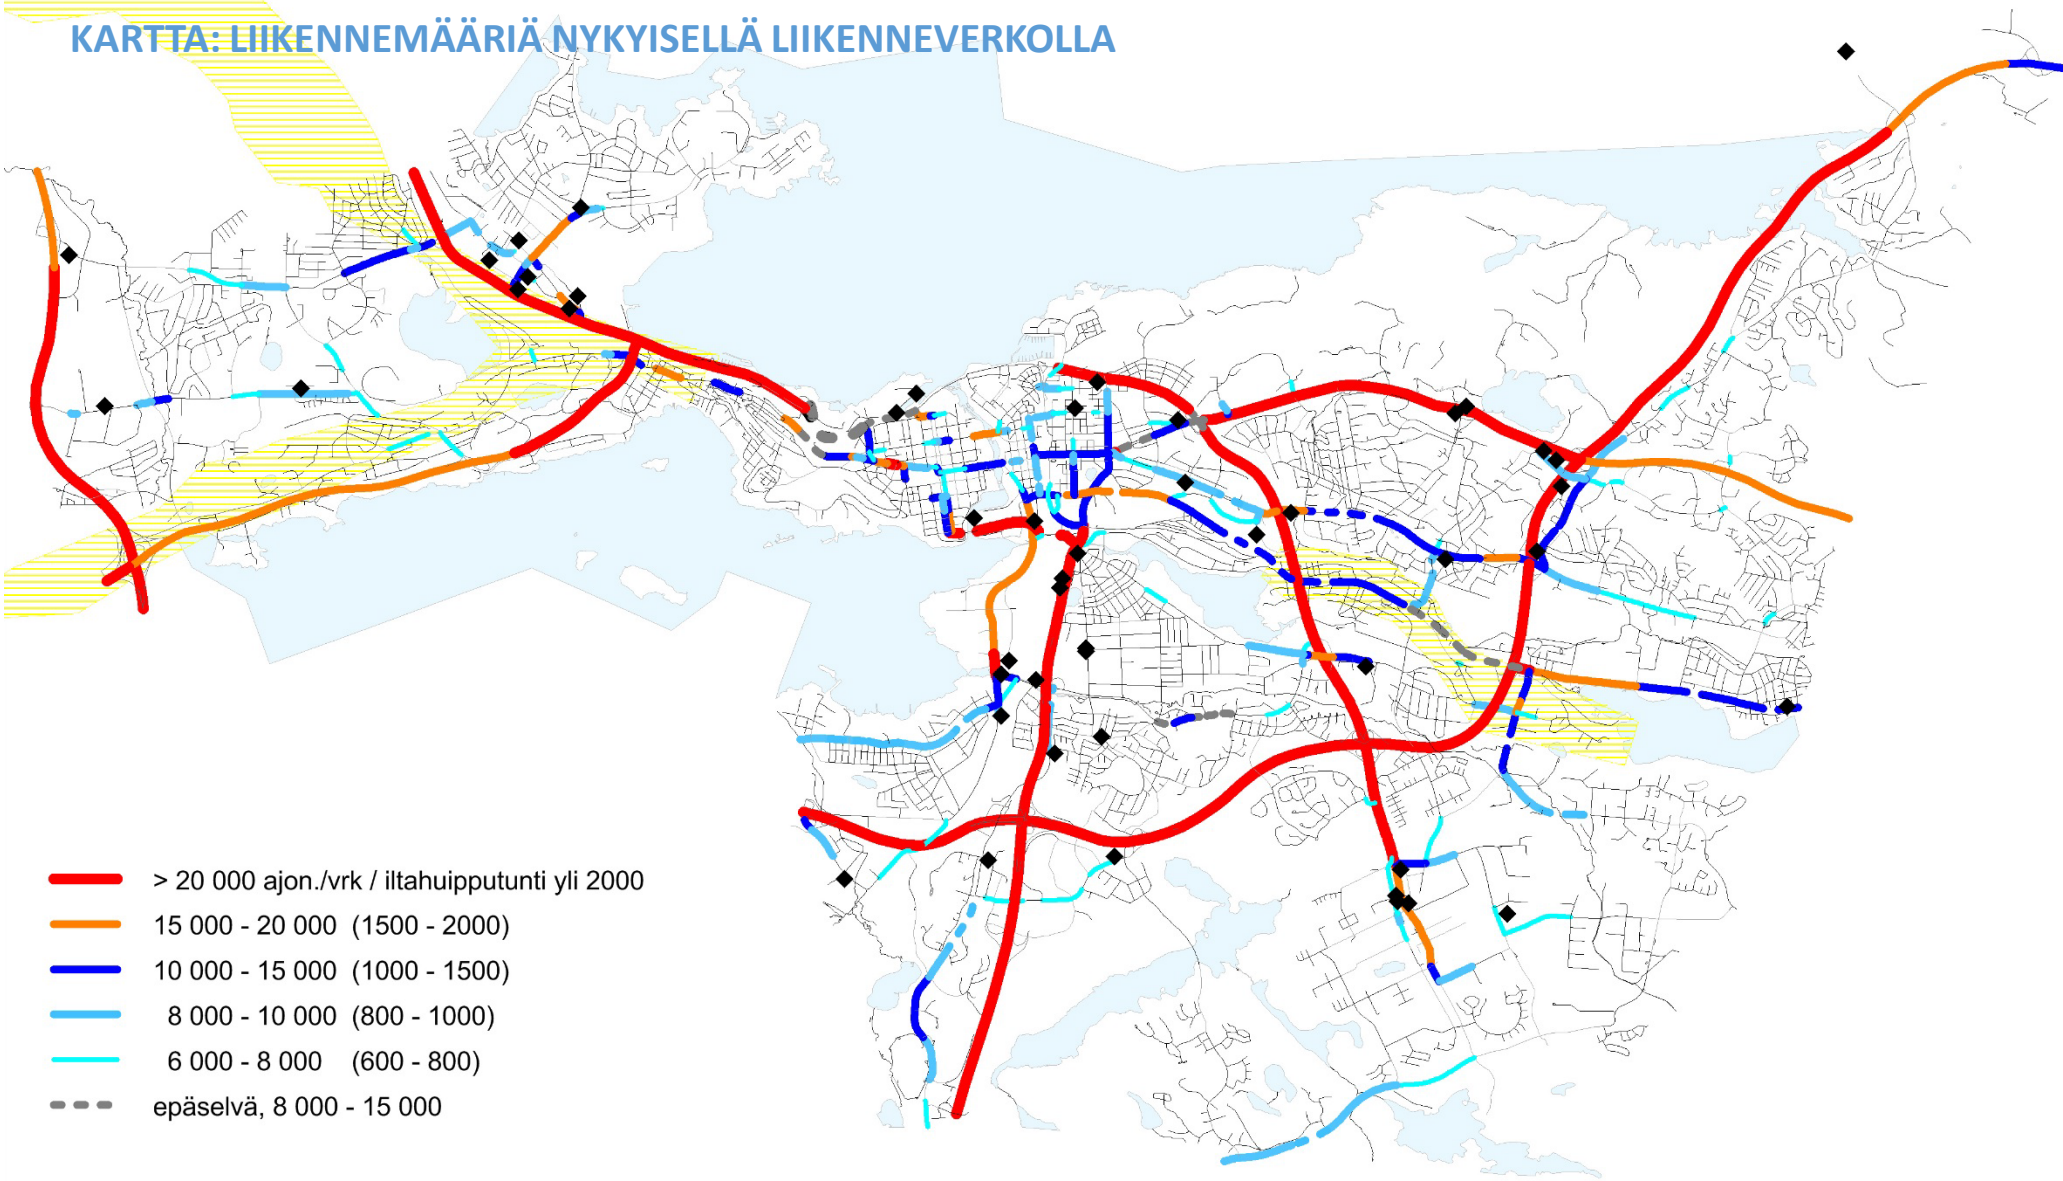 KARTTA: LIIKENNEMÄÄRIÄ NYKYISELLÄ LIIKENNEVERKOLLA
> 20 000 ajon./vrk / iltahuipputunti yli 2000
15 000 - 20 000 (1500 - 2000)
10 000 - 15 000 (1000 - 1500)
8 000 - 10 000 (800 - 1000)
6 000 - 8 000 (600 - 800)
epäselvä, 8 000 - 15 000